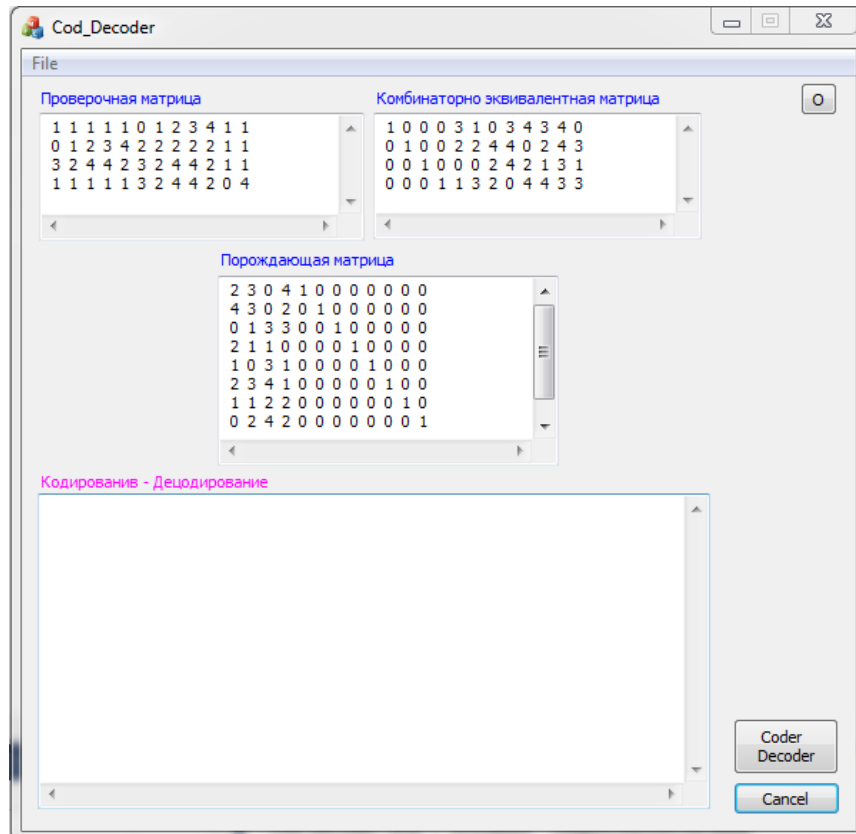 Cod_Decoder
File
Проверочная матрица
1 1 1 1 1 0 1 2 3 4 1 1
0 1 2 3 4 2 2 2 2 2 1 1
3 2 4 4 2 3 2 4 4 2 1 1
1 1 1 1 1 3 2 4 4 2 0 4
Комбинаторно эквивалентная матрица
1 0 0 0 3 1 0 3 4 3 4 0
0 1 0 0 2 2 4 4 0 2 4 3
0 0 1 0 0 0 2 4 2 1 3 1
0 0 0 1 1 3 2 0 4 4 3 3
O
Порождающая матрица
2 3 0 4 1 0 0 0 0 0 0 0
4 3 0 2 0 1 0 0 0 0 0 0
0 1 3 3 0 0 1 0 0 0 0 0
2 1 1 0 0 0 0 1 0 0 0 0
1 0 3 1 0 0 0 0 1 0 0 0
2 3 4 1 0 0 0 0 0 1 0 0
1 1 2 2 0 0 0 0 0 0 1 0
0 2 4 2 0 0 0 0 0 0 0 1
Кодированив - Децодирование
Coder
Decoder
Cancel